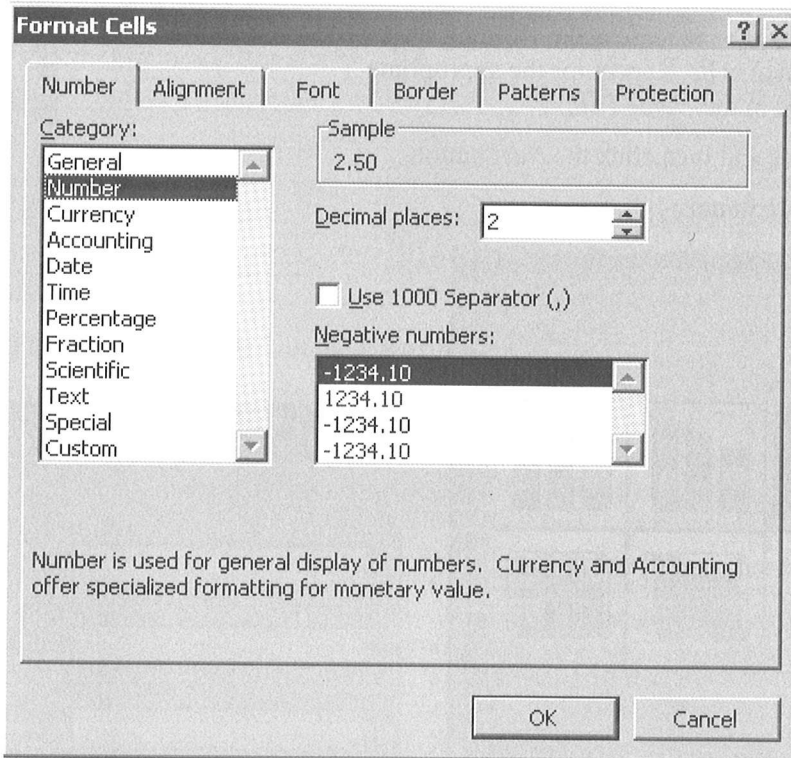 Format Cells
Number Alignment Font Border Patterns Protection
Category:
General
Number
Currency
Accounting
Date
Time
Percentage
Fraction
Scientific
Text
Special
Custom
Sample
2.50
Decimal places: 2
Use 1000 Separator (,)
Negative numbers:
-1234.10
1234.10
-1234.10
-1234.10
Number is used for general display of numbers. Currency and Accounting
offer specialized formatting for monetary value.
OK Cancel